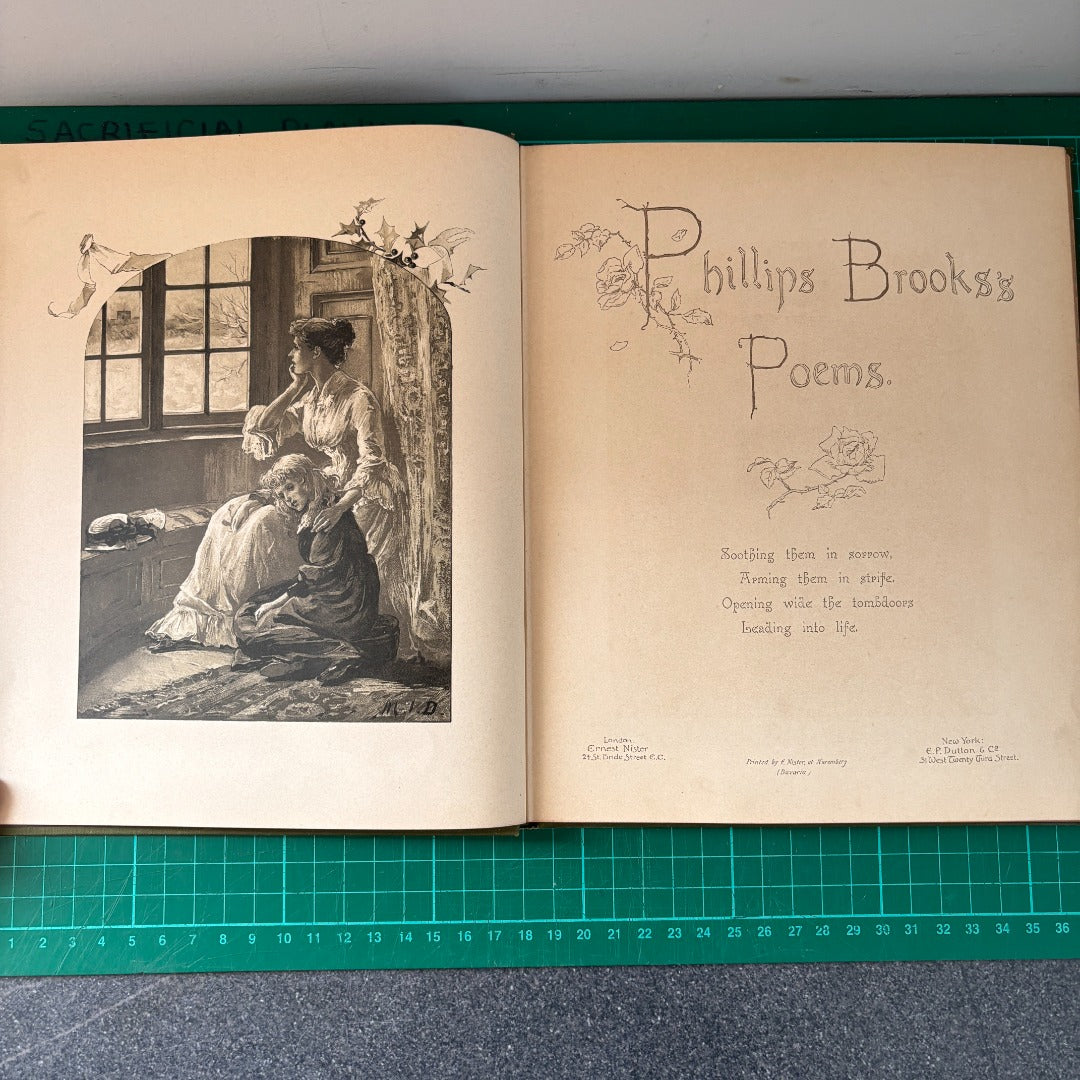 SACRIFICIAL
M.I.D.
Phillips Brooks's
Poems.
Soothing them in sorrow,
Arming them in strife.
Opening wide the tombdoors
Leading into life.
London.
Ernest Nister
24 St. Bride Street E.C.
Printed by E. Nister, at Nuremberg
(Bavaria)
New York:
E. P. Dutton & Co
31 West Twenty Third Street.
1 2 3 4 5 6 7 8 9 10 11 12 13 14 15 16 17 18 19 20 21 22 23 24 25 26 27 28 29 30 31 32 33 34 35 36